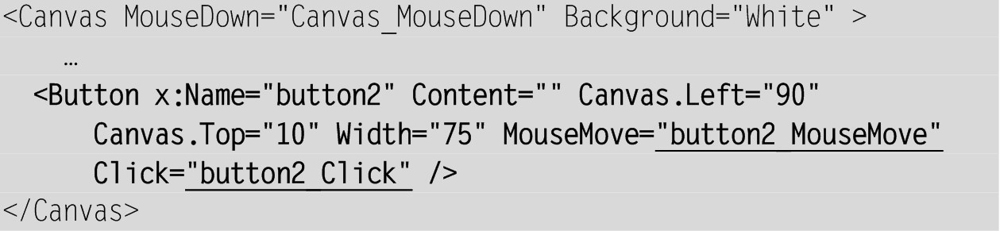 <Canvas MouseDown="Canvas_MouseDown" Background="White" >
…
<Button x:Name="button2" Content="" Canvas.Left="90"
Canvas.Top="10" Width="75" MouseMove="button2_MouseMove"
Click="button2_Click" />
</Canvas>